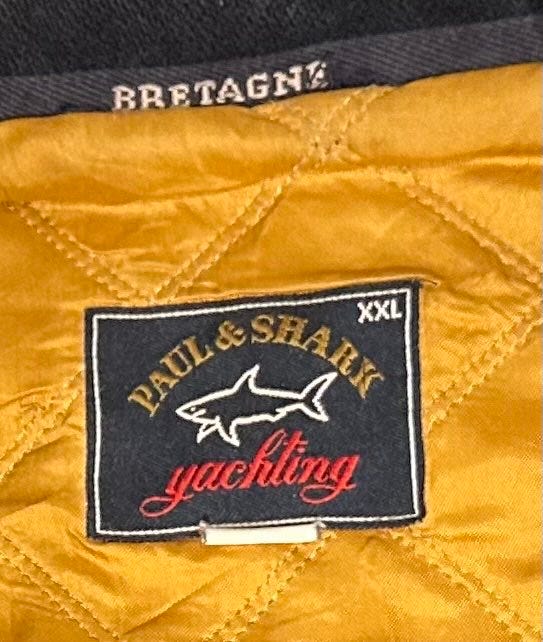 BRETAGNE
XXL
PAUL & SHARK
yachting